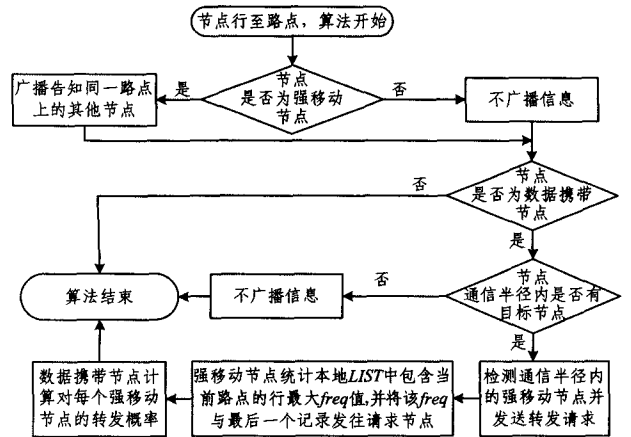 节点行至路点，算法开始
节点
是否为强移动
节点
是
否
广播告知同一路点
上的其他节点
不广播信息
节点
是否为数据携带
节点
否
是
节点
通信半径内是否有
目标节点
否
是
不广播信息
算法结束
数据携带节点计
算对每个强移动
节点的转发概率
强移动节点统计本地LIST中包含当
前路点的行最大freq值,并将该freq
与最后一个记录发往请求节点
检测通信半径内
的强移动节点并
发送转发请求